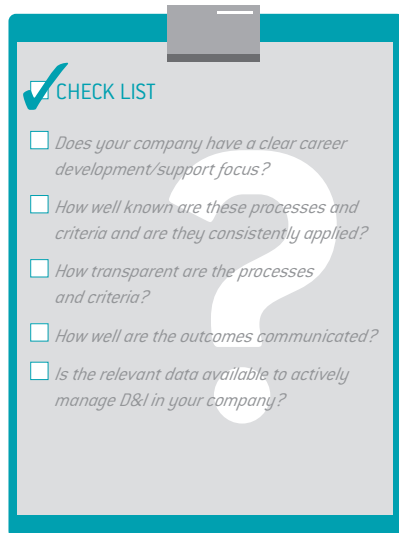 CHECK LIST
Does your company have a clear career
development/support focus?
How well known are these processes and
criteria and are they consistently applied?
How transparent are the processes
and criteria?
How well are the outcomes communicated?
Is the relevant data available to actively
manage D&I in your company?